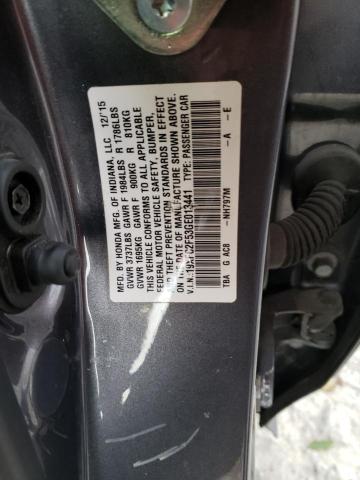 MFD. BY HONDA MFG. OF INDIANA, LLC 12/15
GVWR 3737LBS GAWR F 1984LBS R 1786LBS
GVWR 1695KG GAWR F 900KG R 810KG
THIS VEHICLE CONFORMS TO ALL APPLICABLE
FEDERAL MOTOR VEHICLE SAFETY, BUMPER,
AND THEFT PREVENTION STANDARDS IN EFFECT
ON THE DATE OF MANUFACTURE SHOWN ABOVE.
V.I.N. TYPE: PASSENGER CAR
TBA G AC8 -NH797M -A -E